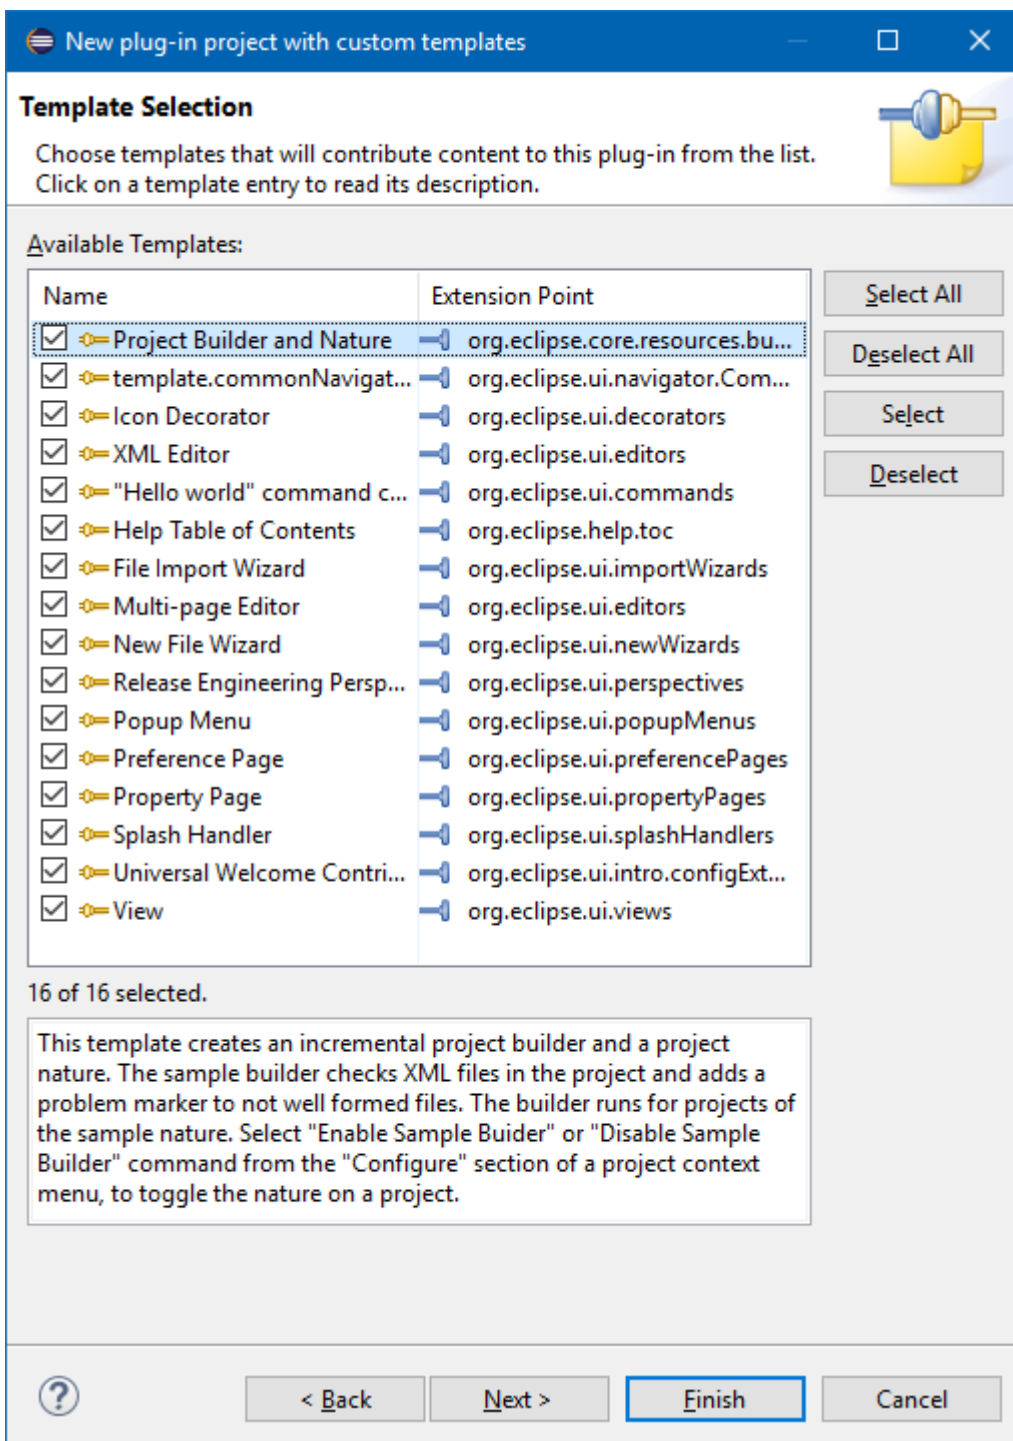 New plug-in project with custom templates
Template Selection
Choose templates that will contribute content to this plug-in from the list.
Click on a template entry to read its description.
Available Templates:
Name Extension Point
Project Builder and Nature org.eclipse.core.resources.bu...
template.commonNavigat... org.eclipse.ui.navigator.Com...
Icon Decorator org.eclipse.ui.decorators
XML Editor org.eclipse.ui.editors
"Hello world" command c... org.eclipse.ui.commands
Help Table of Contents org.eclipse.help.toc
File Import Wizard org.eclipse.ui.importWizards
Multi-page Editor org.eclipse.ui.editors
New File Wizard org.eclipse.ui.newWizards
Release Engineering Persp... org.eclipse.ui.perspectives
Popup Menu org.eclipse.ui.popupMenus
Preference Page org.eclipse.ui.preferencePages
Property Page org.eclipse.ui.propertyPages
Splash Handler org.eclipse.ui.splashHandlers
Universal Welcome Contri... org.eclipse.ui.intro.configExt...
View org.eclipse.ui.views
Select All
Deselect All
Select
Deselect
16 of 16 selected.
This template creates an incremental project builder and a project
nature. The sample builder checks XML files in the project and adds a
problem marker to not well formed files. The builder runs for projects of
the sample nature. Select "Enable Sample Buider" or "Disable Sample
Builder" command from the "Configure" section of a project context
menu, to toggle the nature on a project.
? < Back Next > Finish Cancel